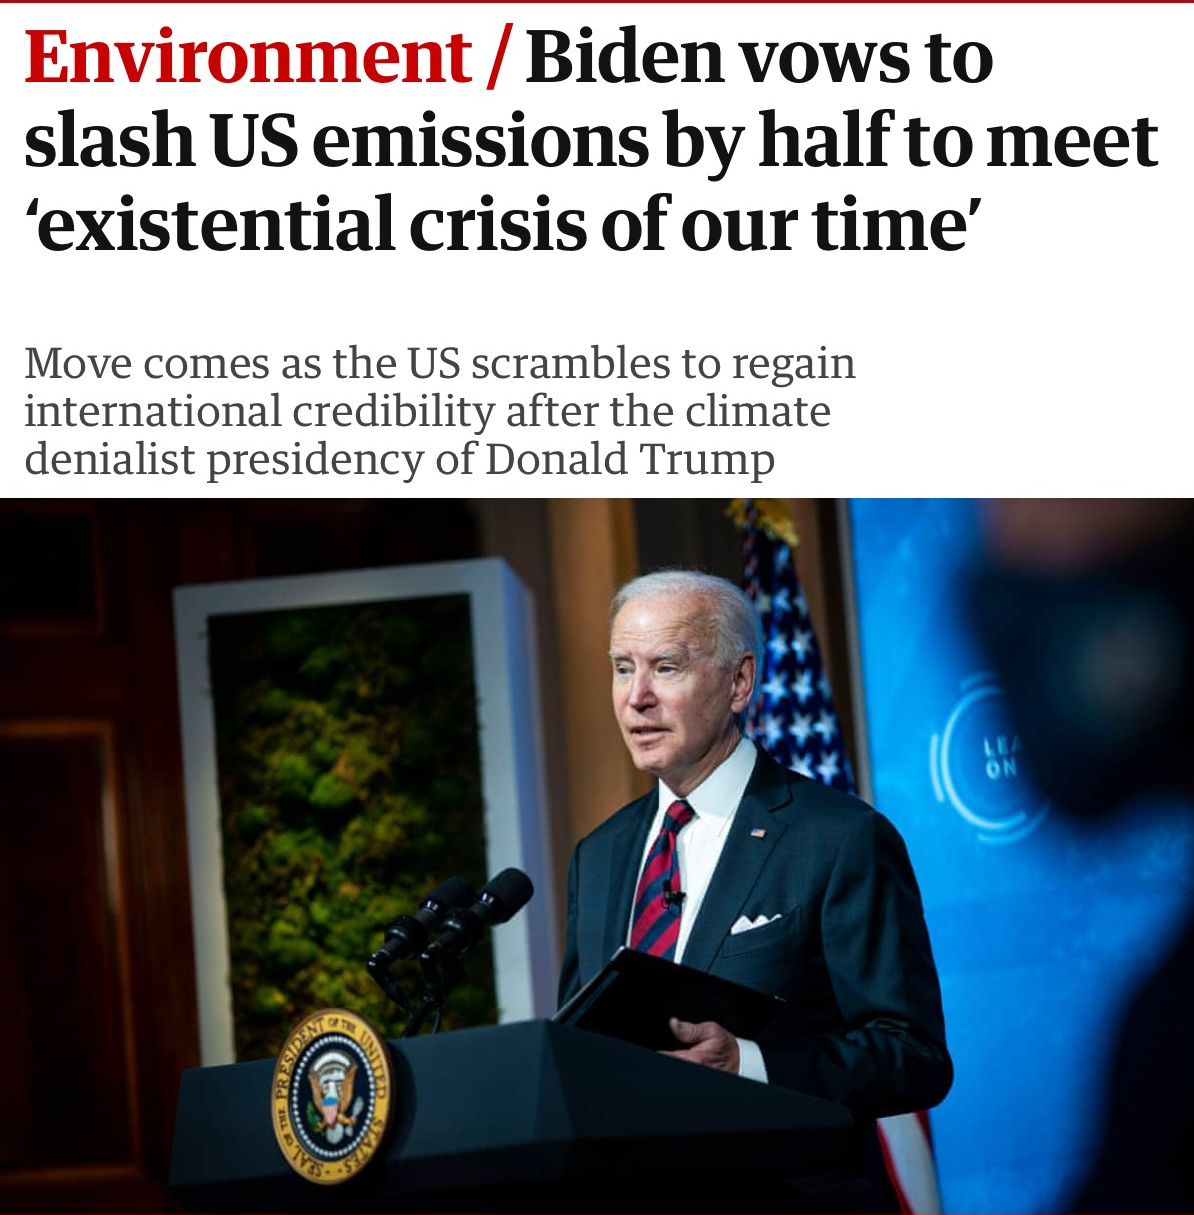 Environment / Biden vows to
slash US emissions by half to meet
‘existential crisis of our time’
Move comes as the US scrambles to regain
international credibility after the climate
denialist presidency of Donald Trump
LEA
ON
SEAL OF THE PRESIDENT OF THE UNITED STATES